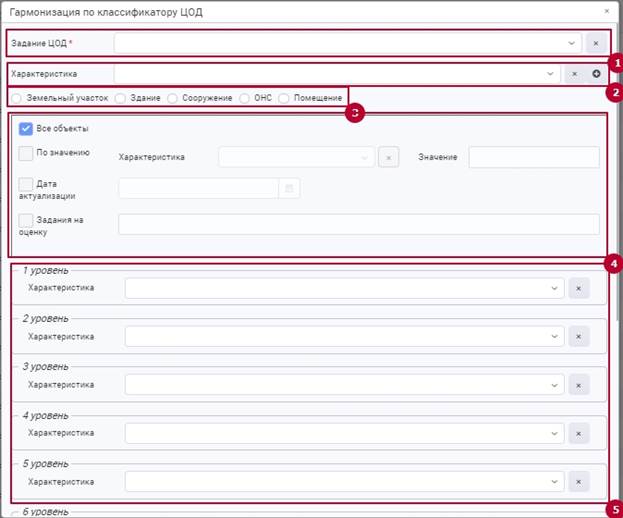 Гармонизация по классификатору ЦОД ×
Задание ЦОД * ×
1
Характеристика ×
2
Земельный участок Здание Сооружение ОНС Помещение
3
Все объекты
По значению Характеристика × Значение
Дата актуализации
Задания на оценку
4
1 уровень
Характеристика ×
2 уровень
Характеристика ×
3 уровень
Характеристика ×
4 уровень
Характеристика ×
5 уровень
Характеристика ×
5
6 уровень